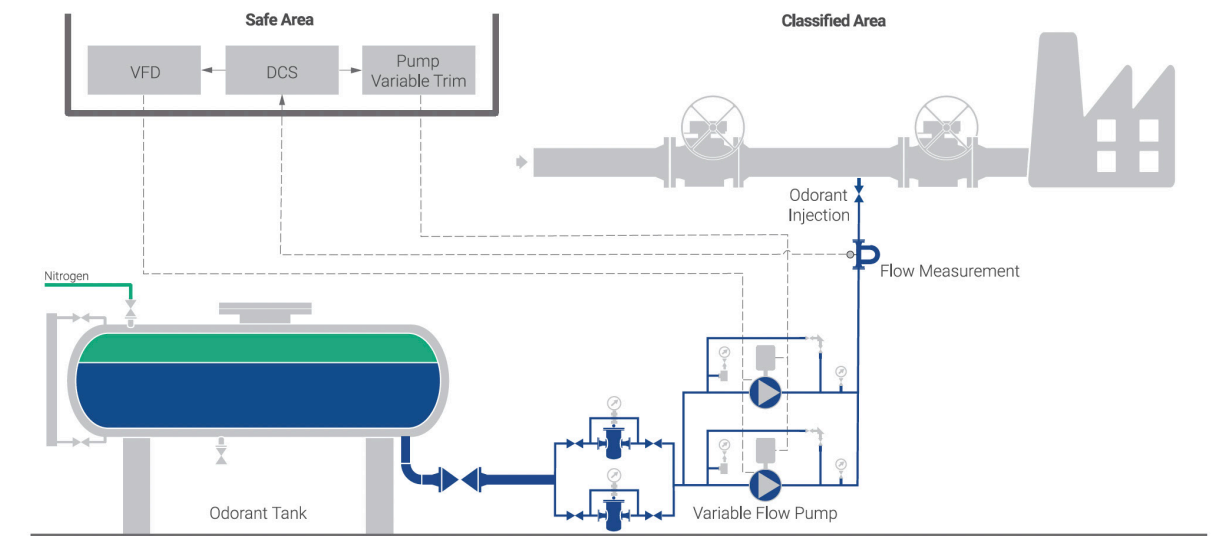 Safe Area
Classified Area
VFD
DCS
Pump
Variable Trim
Odorant
Injection
Flow Measurement
Nitrogen
Odorant Tank
Variable Flow Pump